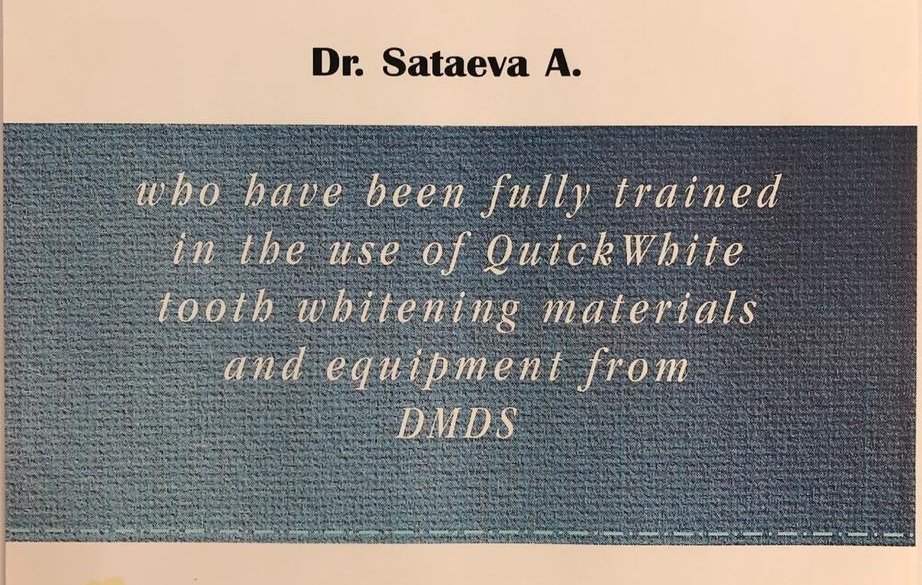 Dr. Sataeva A.
who have been fully trained
in the use of QuickWhite
tooth whitening materials
and equipment from
DMDS